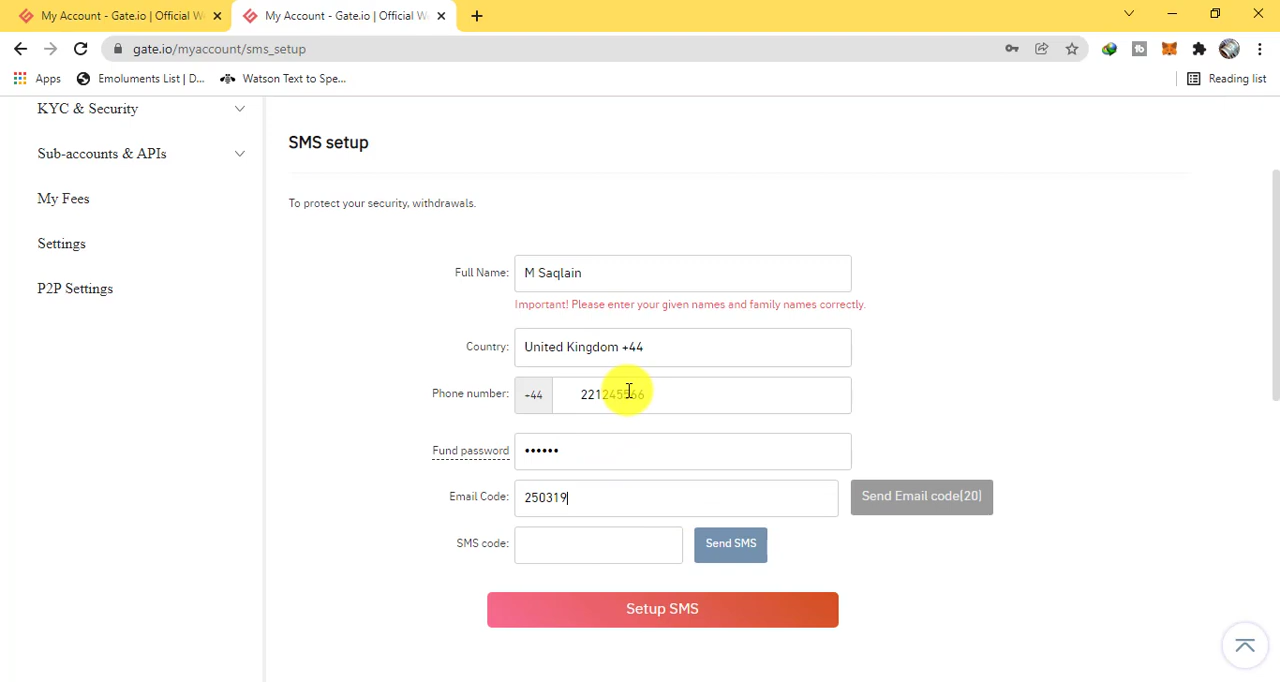 My Account - Gate.io | Official W
My Account - Gate.io | Official W
gate.io/myaccount/sms_setup
Apps
Emoluments List | D...
Watson Text to Spe...
Reading list
KYC & Security
Sub-accounts & APIs
My Fees
Settings
P2P Settings
SMS setup
To protect your security, withdrawals.
Full Name: M Saqlain
Important! Please enter your given names and family names correctly.
Country: United Kingdom +44
Phone number: +44 221245566
Fund password ••••••
Email Code: 250319 Send Email code(20)
SMS code: Send SMS
Setup SMS